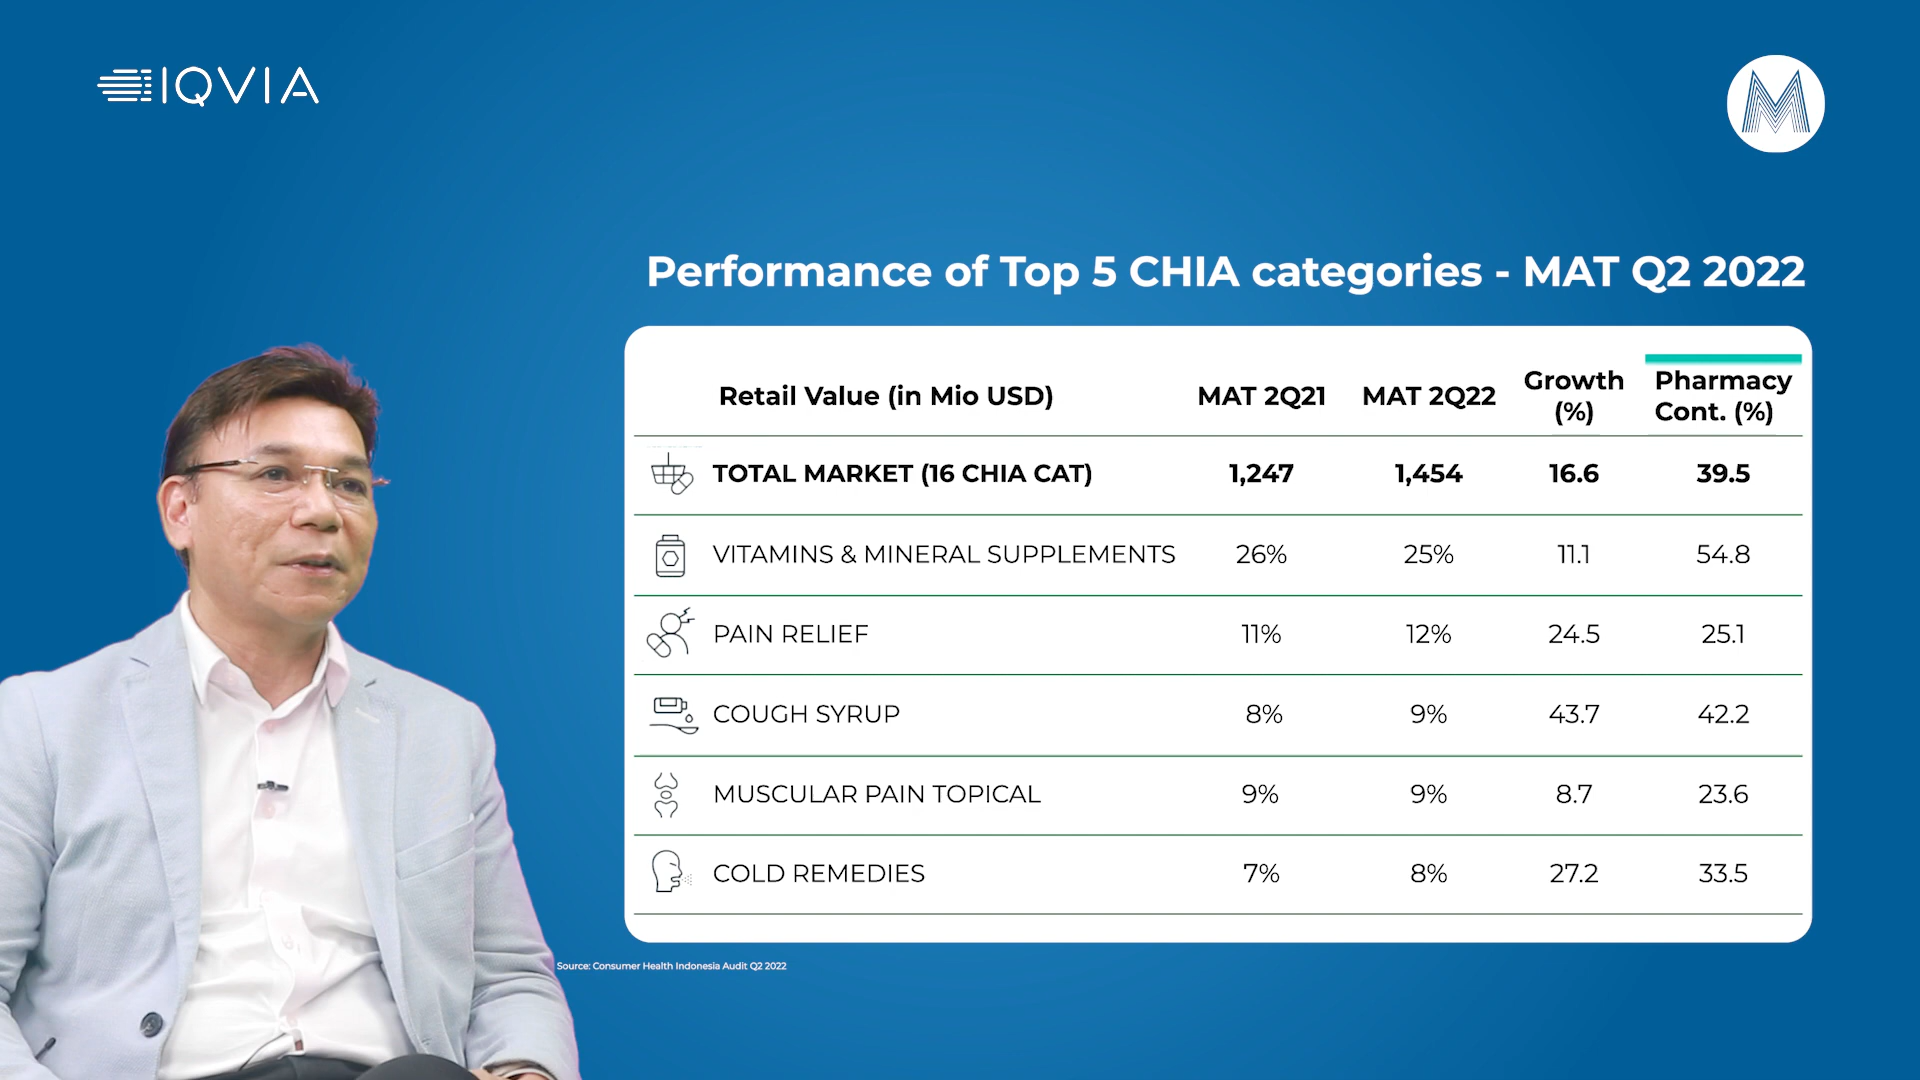 IQVIA
M
Performance of Top 5 CHIA categories - MAT Q2 2022
Retail Value (in Mio USD) MAT 2Q21 MAT 2Q22 Growth (%) Pharmacy Cont. (%)
TOTAL MARKET (16 CHIA CAT) 1,247 1,454 16.6 39.5
VITAMINS & MINERAL SUPPLEMENTS 26% 25% 11.1 54.8
PAIN RELIEF 11% 12% 24.5 25.1
COUGH SYRUP 8% 9% 43.7 42.2
MUSCULAR PAIN TOPICAL 9% 9% 8.7 23.6
COLD REMEDIES 7% 8% 27.2 33.5
Source: Consumer Health Indonesia Audit Q2 2022